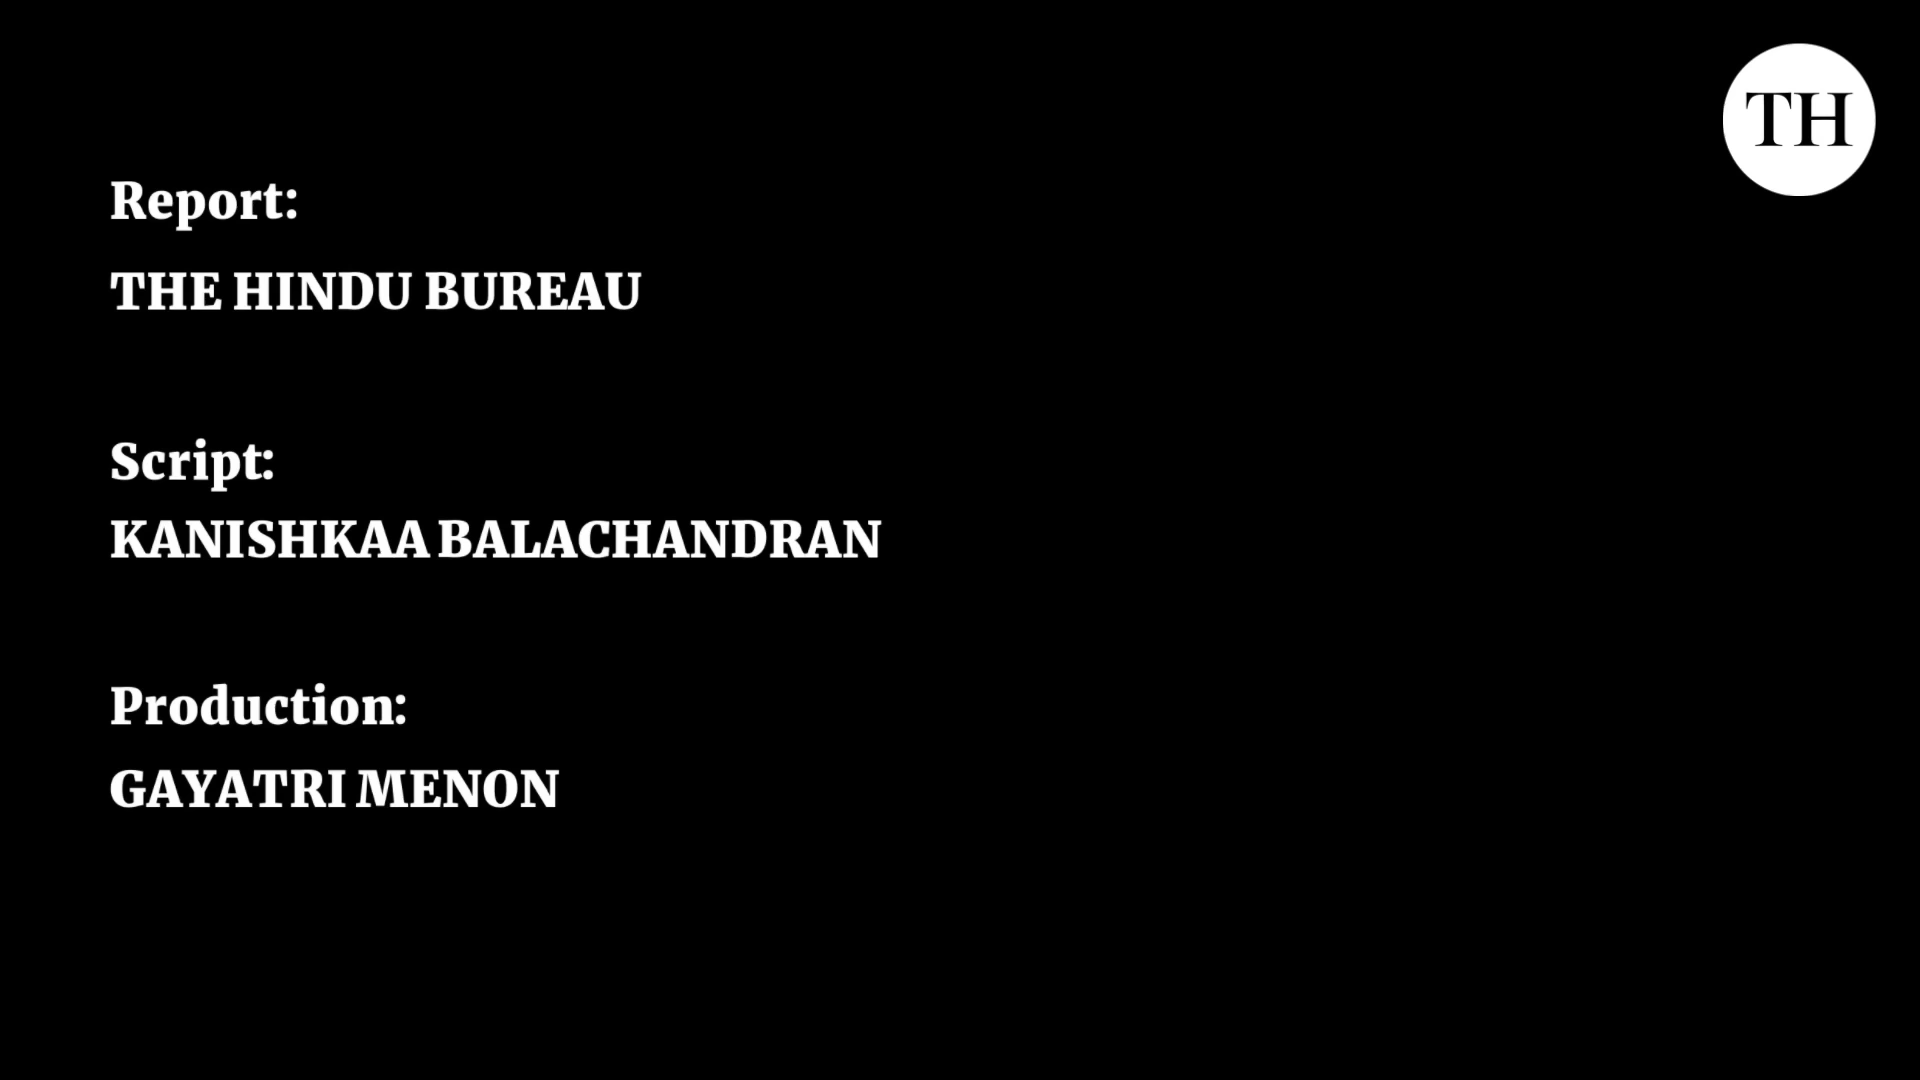 TH
Report:
THE HINDU BUREAU
Script:
KANISHKAA BALACHANDRAN
Production:
GAYATRI MENON